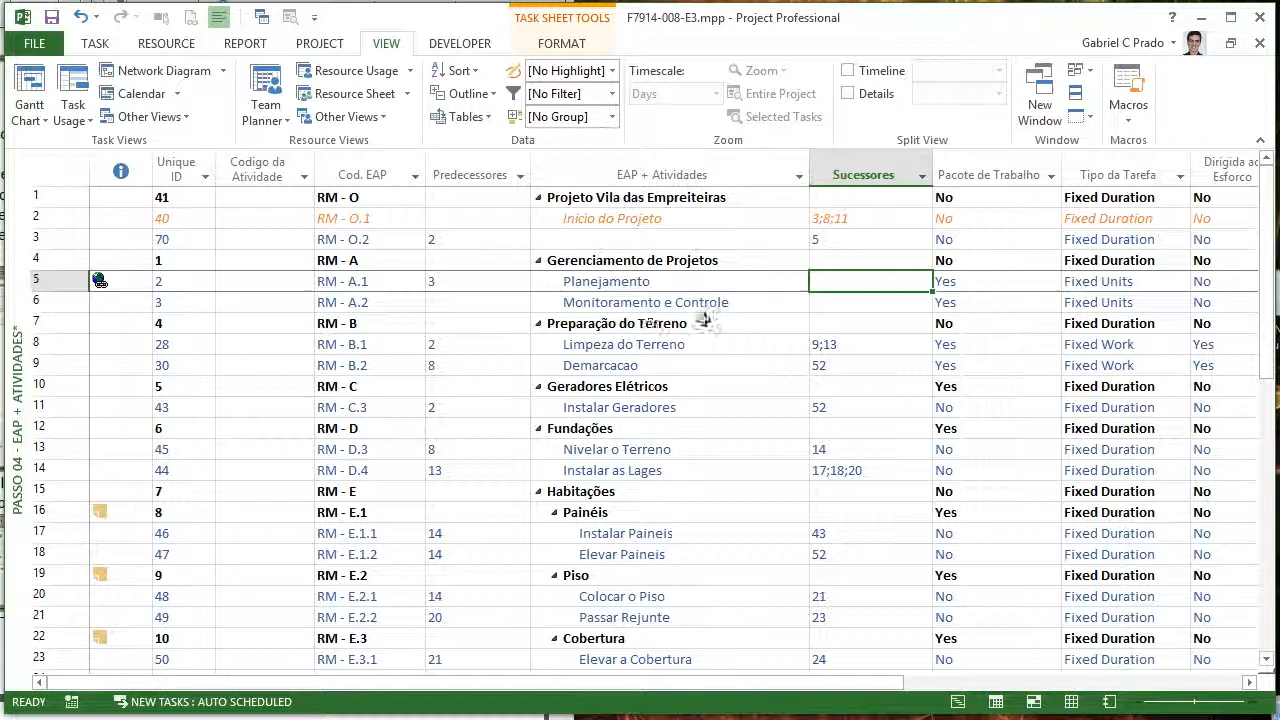 TASK SHEET TOOLS F7914-008-E3.mpp - Project Professional
FILE TASK RESOURCE REPORT PROJECT VIEW DEVELOPER FORMAT Gabriel C Prado
Gantt Chart Task Usage Network Diagram Calendar Other Views Team Planner Resource Usage Resource Sheet Other Views Sort Outline Tables [No Highlight] [No Filter] [No Group] Timescale: Days Zoom Entire Project Selected Tasks Timeline Details New Window Macros
Task Views Resource Views Data Zoom Split View Window Macros
Unique ID Codigo da Atividade Cod. EAP Predecessores EAP + Atividades Sucessores Pacote de Trabalho Tipo da Tarefa Dirigida ao Esforco
1 41 RM - O Projeto Vila das Empreiteiras No Fixed Duration No
2 40 RM - O.1 Inicio do Projeto 3;8;11 No Fixed Duration No
3 70 RM - O.2 2 5 No Fixed Duration No
4 1 RM - A Gerenciamento de Projetos No Fixed Duration No
5 2 RM - A.1 3 Planejamento Yes Fixed Units No
6 3 RM - A.2 Monitoramento e Controle Yes Fixed Units No
7 4 RM - B Preparação do Terreno No Fixed Duration No
8 28 RM - B.1 2 Limpeza do Terreno 9;13 Yes Fixed Work Yes
9 30 RM - B.2 8 Demarcacao 52 Yes Fixed Work Yes
10 5 RM - C Geradores Elétricos Yes Fixed Duration No
11 43 RM - C.3 2 Instalar Geradores 52 No Fixed Duration No
12 6 RM - D Fundações Yes Fixed Duration No
13 45 RM - D.3 8 Nivelar o Terreno 14 No Fixed Duration No
14 44 RM - D.4 13 Instalar as Lages 17;18;20 No Fixed Duration No
15 7 RM - E Habitações No Fixed Duration No
16 8 RM - E.1 Painéis Yes Fixed Duration No
17 46 RM - E.1.1 14 Instalar Paineis 43 No Fixed Duration No
18 47 RM - E.1.2 14 Elevar Paneis 52 No Fixed Duration No
19 9 RM - E.2 Piso Yes Fixed Duration No
20 48 RM - E.2.1 14 Colocar o Piso 21 No Fixed Duration No
21 49 RM - E.2.2 20 Passar Rejunte 23 No Fixed Duration No
22 10 RM - E.3 Cobertura Yes Fixed Duration No
23 50 RM - E.3.1 21 Elevar a Cobertura 24 No Fixed Duration No
PASSO 04 - EAP + ATIVIDADES*
READY NEW TASKS : AUTO SCHEDULED